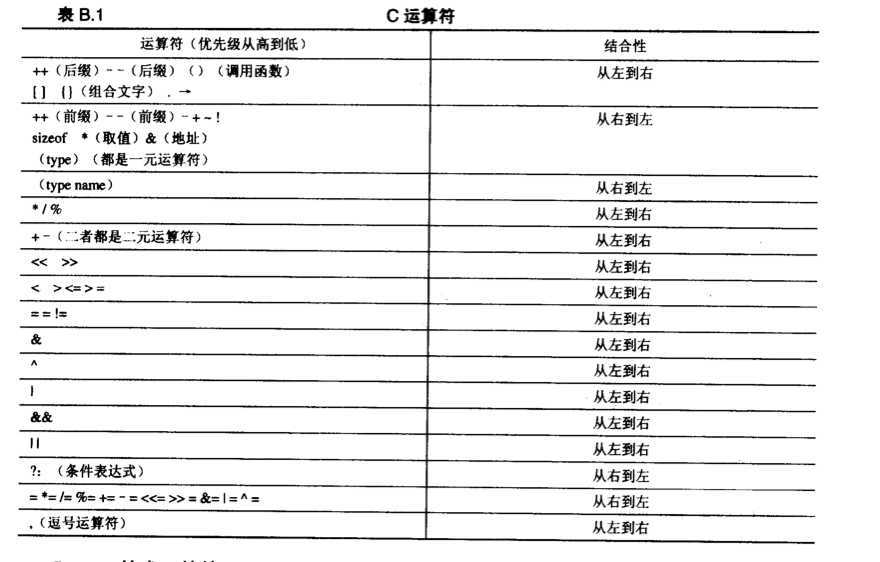 表 B.1 C 运算符
运算符（优先级从高到低） 结合性
++（后缀）--（后缀）（）（调用函数） 从左到右
[ ] {}（组合文字） . →
++（前缀）--（前缀）- + ~ ! 从右到左
sizeof *（取值）&（地址）
（type）（都是一元运算符）
（type name） 从右到左
* / % 从左到右
+ -（二者都是二元运算符） 从左到右
<< >> 从左到右
< > <= > = 从左到右
= = != 从左到右
& 从左到右
^ 从左到右
| 从左到右
&& 从左到右
|| 从左到右
?: （条件表达式） 从右到左
= *= /= %= += - = <<= >> = &= | = ^ = 从右到左
,（逗号运算符） 从左到右